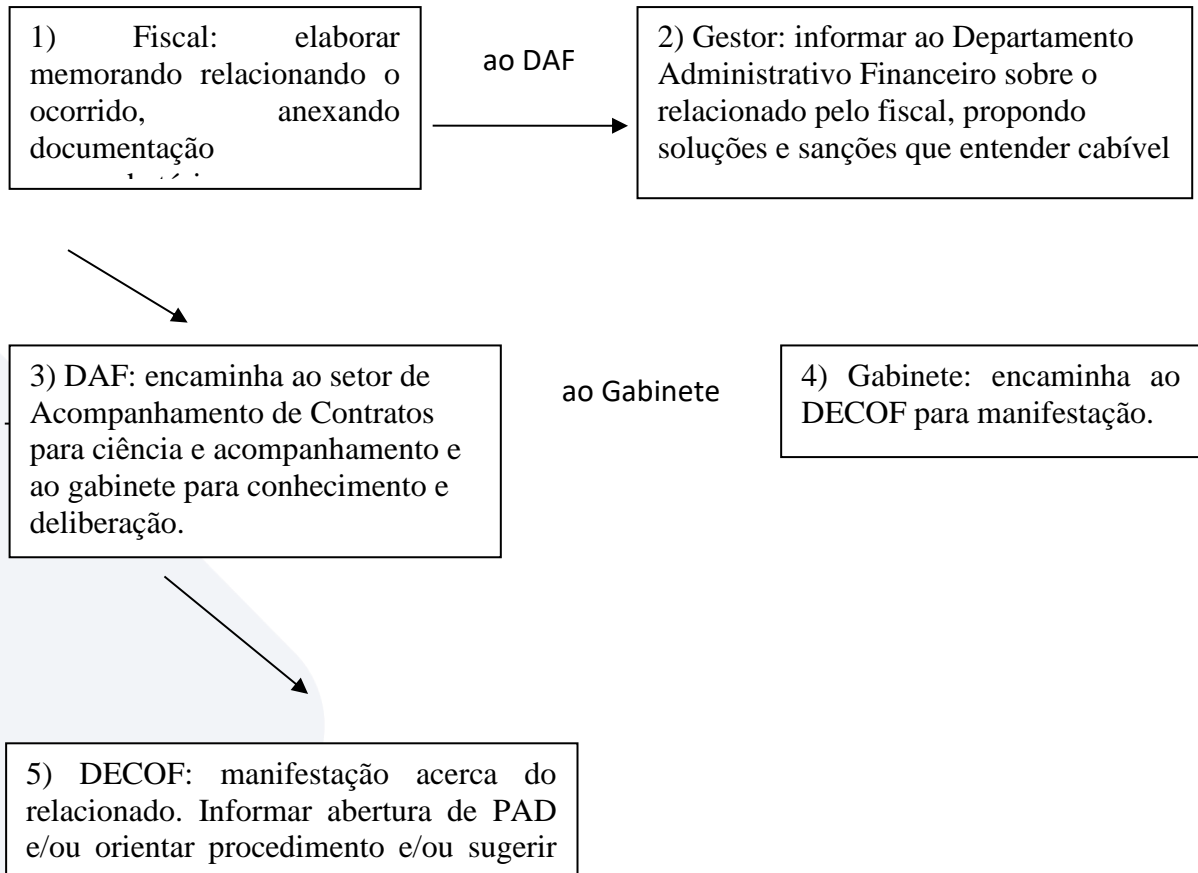 1) Fiscal: elaborar
memorando relacionando o
ocorrido, anexando
documentação
ao DAF
2) Gestor: informar ao Departamento
Administrativo Financeiro sobre o
relacionado pelo fiscal, propondo
soluções e sanções que entender cabível
3) DAF: encaminha ao setor de
Acompanhamento de Contratos
para ciência e acompanhamento e
ao gabinete para conhecimento e
deliberação.
ao Gabinete
4) Gabinete: encaminha ao
DECOF para manifestação.
5) DECOF: manifestação acerca do
relacionado. Informar abertura de PAD
e/ou orientar procedimento e/ou sugerir